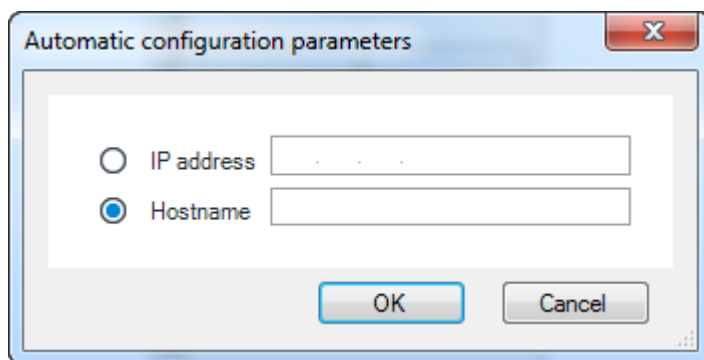 Automatic configuration parameters
IP address . . .
Hostname
OK Cancel